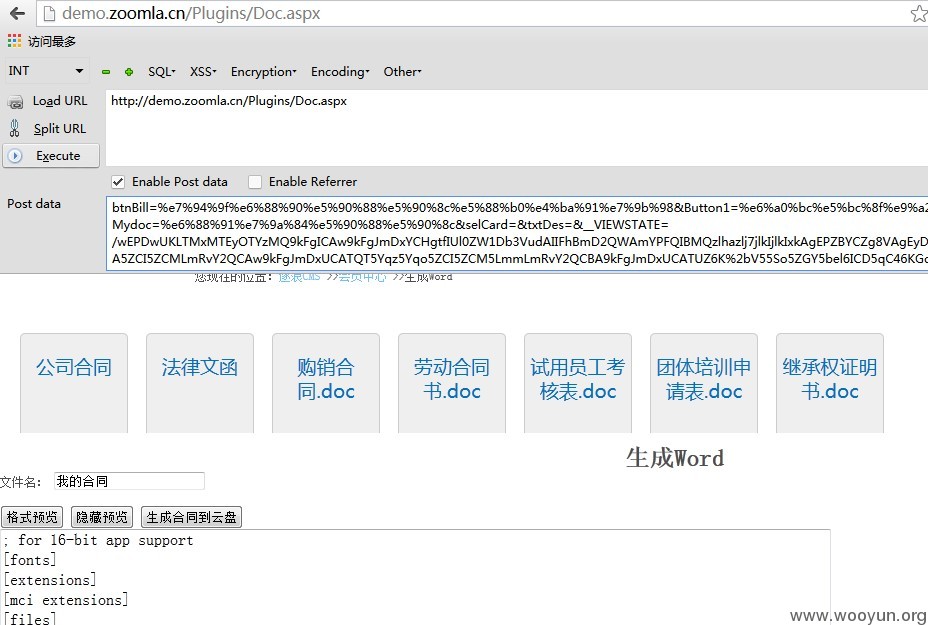 demo.zoomla.cn/Plugins/Doc.aspx
访问最多
INT SQL XSS Encryption Encoding Other
Load URL http://demo.zoomla.cn/Plugins/Doc.aspx
Split URL
Execute
Enable Post data Enable Referrer
Post data
btnBill=%e7%94%9f%e6%88%90%e5%90%88%e5%90%8c%e5%88%b0%e4%ba%91%e7%9b%98&Button1=%e6%a0%bc%e5%bc%8f%e9%a2
Mydoc=%e6%88%91%e7%9a%84%e5%90%88%e5%90%8c&selCard=&txtDes=&__VIEWSTATE=
/wEPDwUKLTMxMTEyOTYzMQ9kFgICAw9kFgJmDxYCHgtfIUl0ZW1Db3VudAIIFhBmD2QWAmYPFQIBMQzlhazlj7jlkIjlkIxkAgEPZBYCZg8VAgEyD
A5ZCI5ZCMLmRvY2QCAw9kFgJmDxUCATQT5Yqz5Yqo5ZCI5ZCM5LmmLmRvY2QCBA9kFgJmDxUCATUZ6K%2bV55So5ZGY5bel6ICD5qC46KGo
您现在的位置：逐浪CMS >>会员中心 >>生成Word
公司合同
法律文函
购销合
同.doc
劳动合同
书.doc
试用员工考
核表.doc
团体培训申
请表.doc
继承权证明
书.doc
生成Word
文件名： 我的合同
格式预览 隐藏预览 生成合同到云盘
; for 16-bit app support
[fonts]
[extensions]
[mci extensions]
[files]
www.wooyun.org